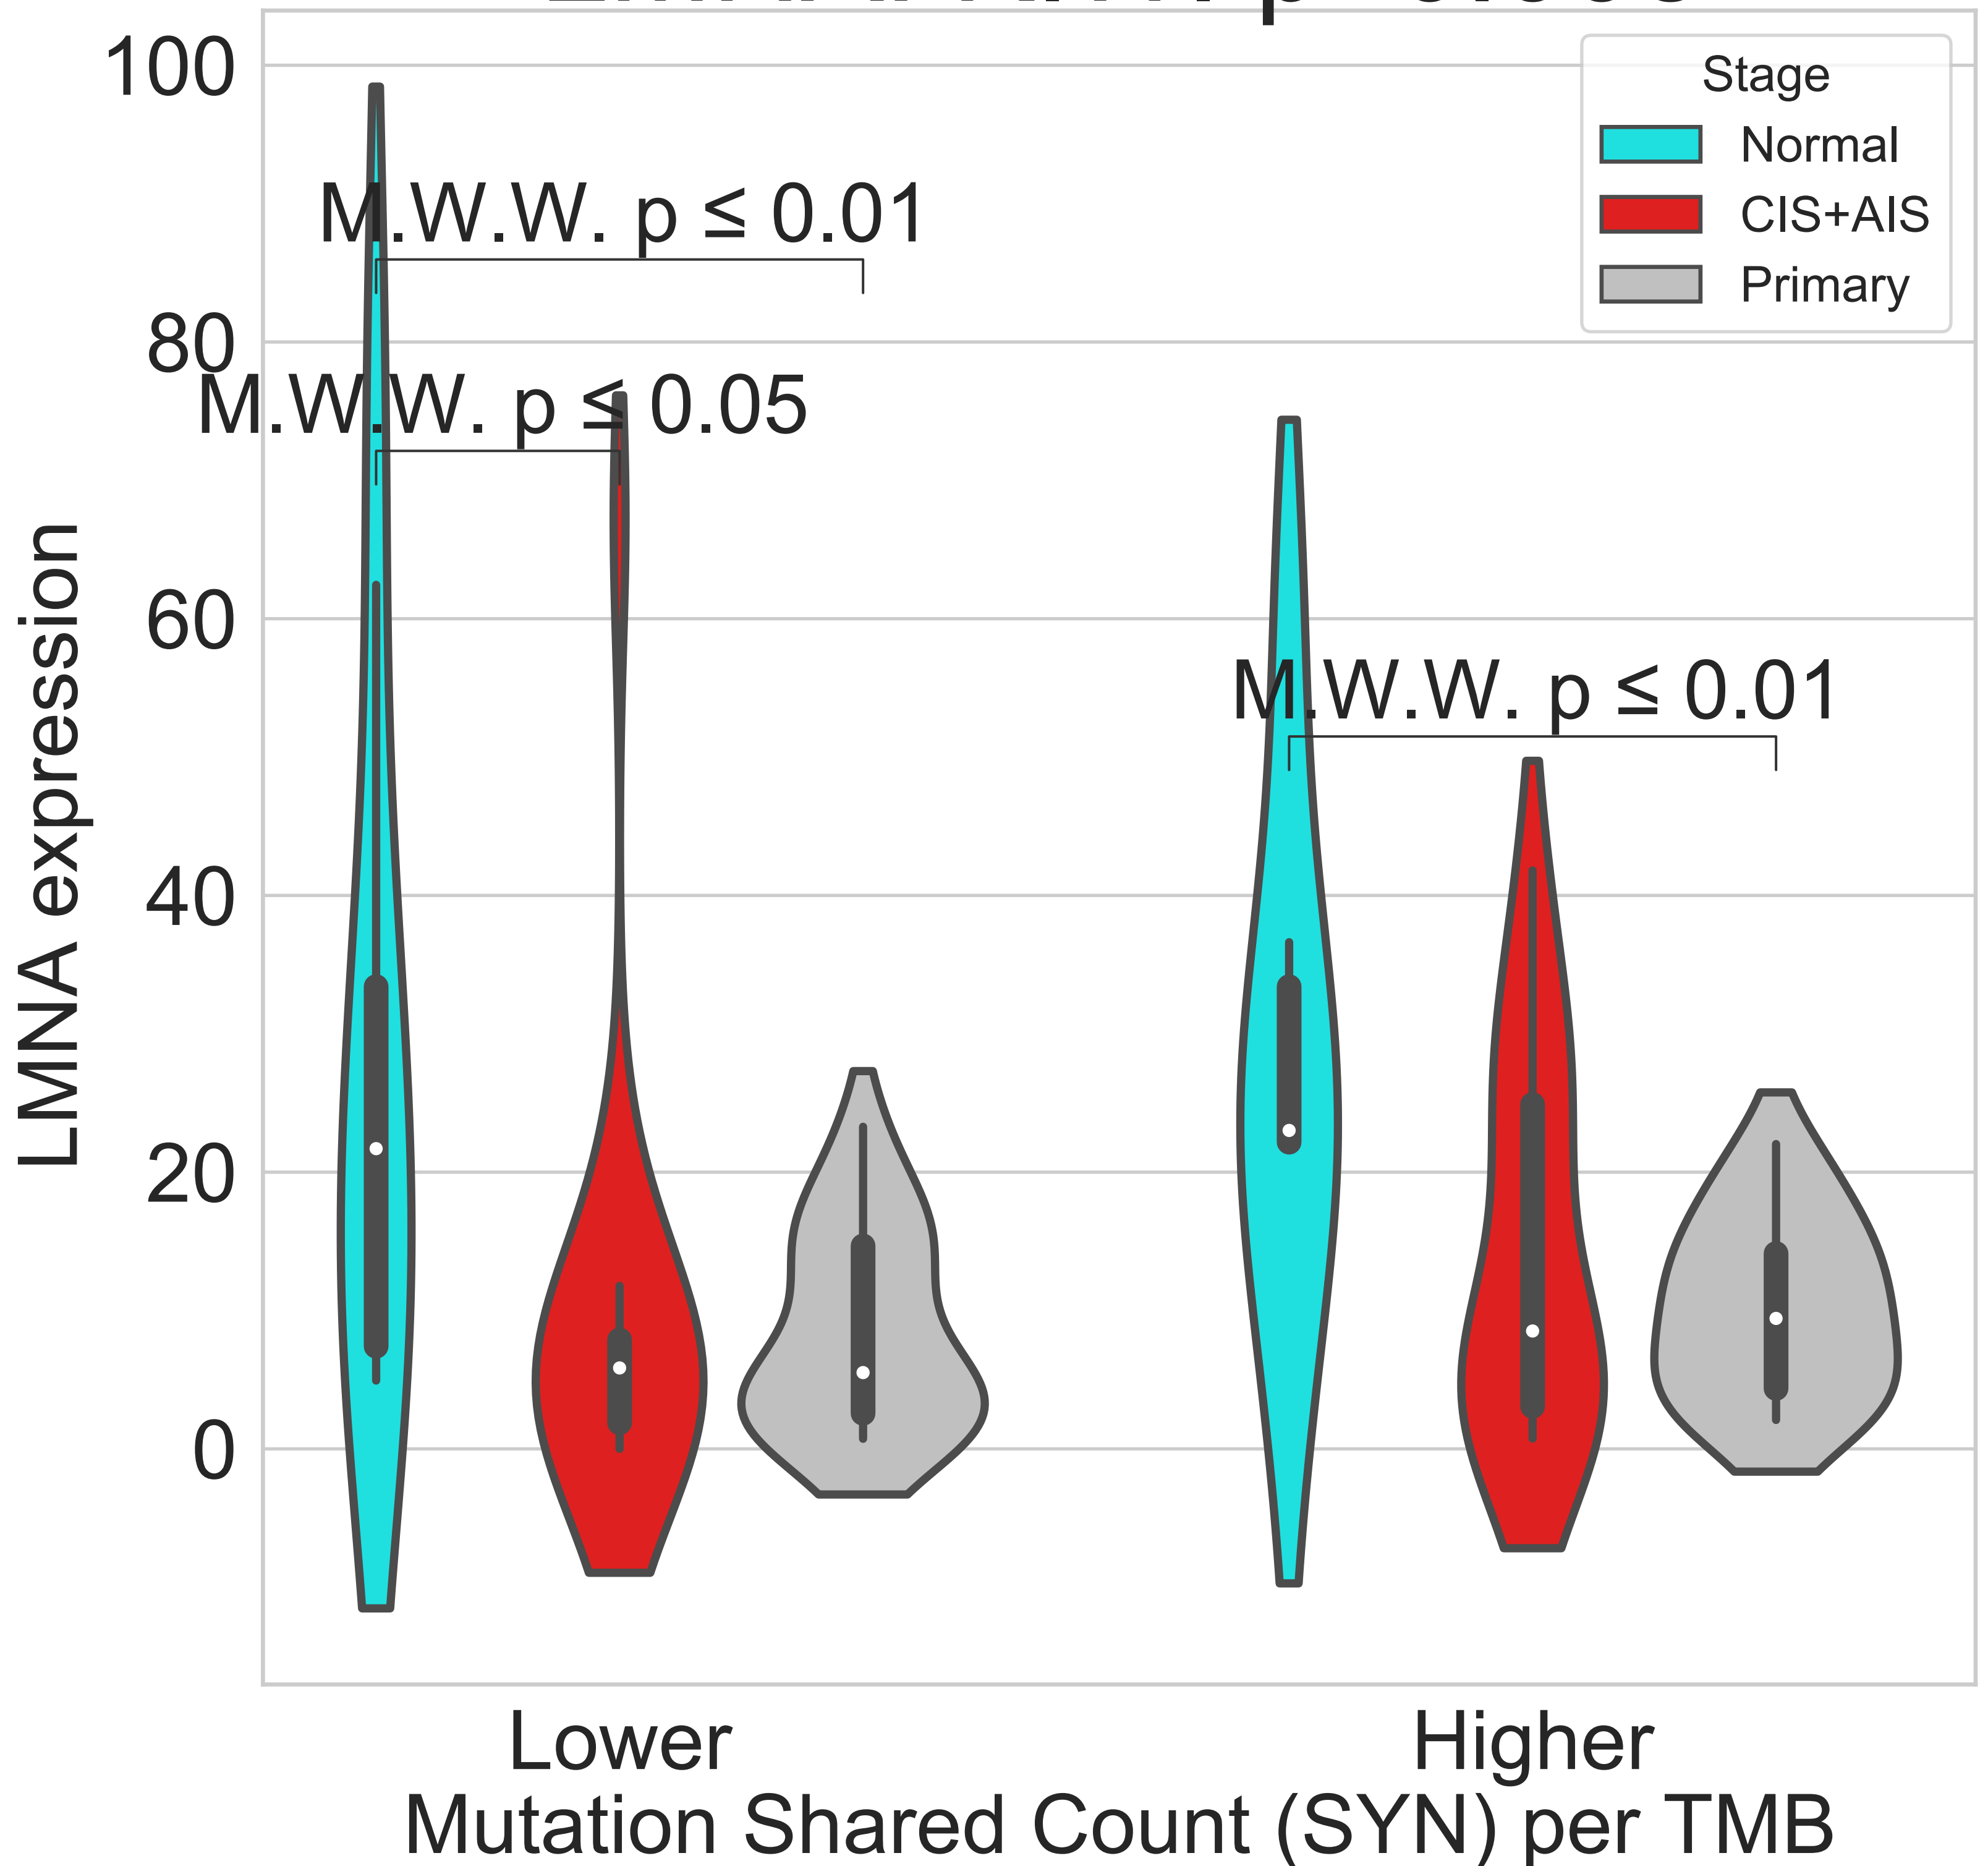 100
80
60
40
20
0
LMNA expression
Stage
Normal
CIS+AIS
Primary
M.W.W. p ≤ 0.01
M.W.W. p ≤ 0.05
M.W.W. p ≤ 0.01
Lower
Higher
Mutation Shared Count (SYN) per TMB